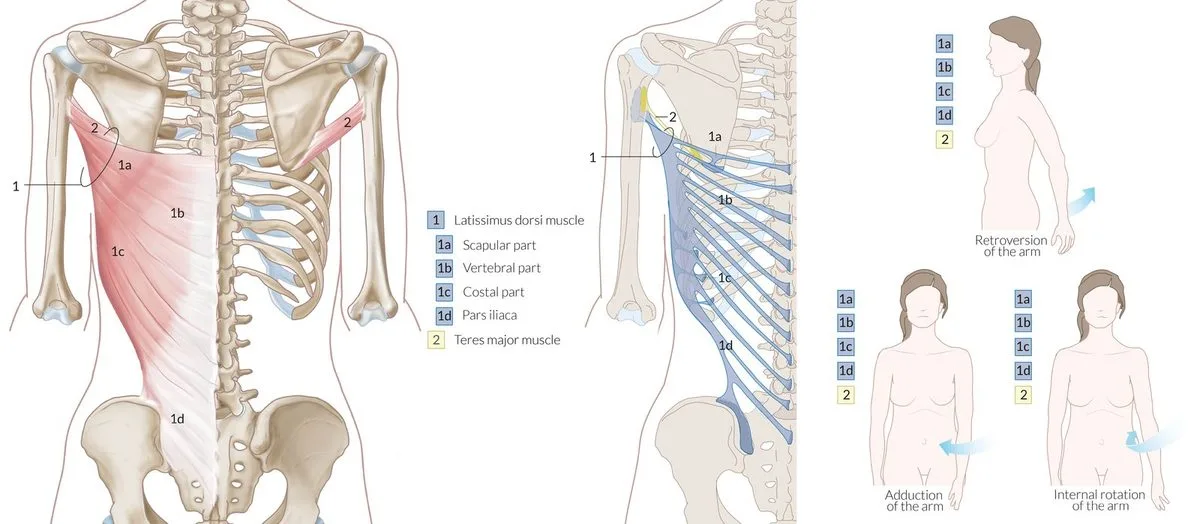 2
2
1a
1
1b
1c
1d
1 Latissimus dorsi muscle
1a Scapular part
1b Vertebral part
1c Costal part
1d Pars iliaca
2 Teres major muscle
2
1a
1
1b
1c
1d
1a
1b
1c
1d
2
Retroversion
of the arm
1a
1b
1c
1d
2
Adduction
of the arm
1a
1b
1c
1d
2
Internal rotation
of the arm